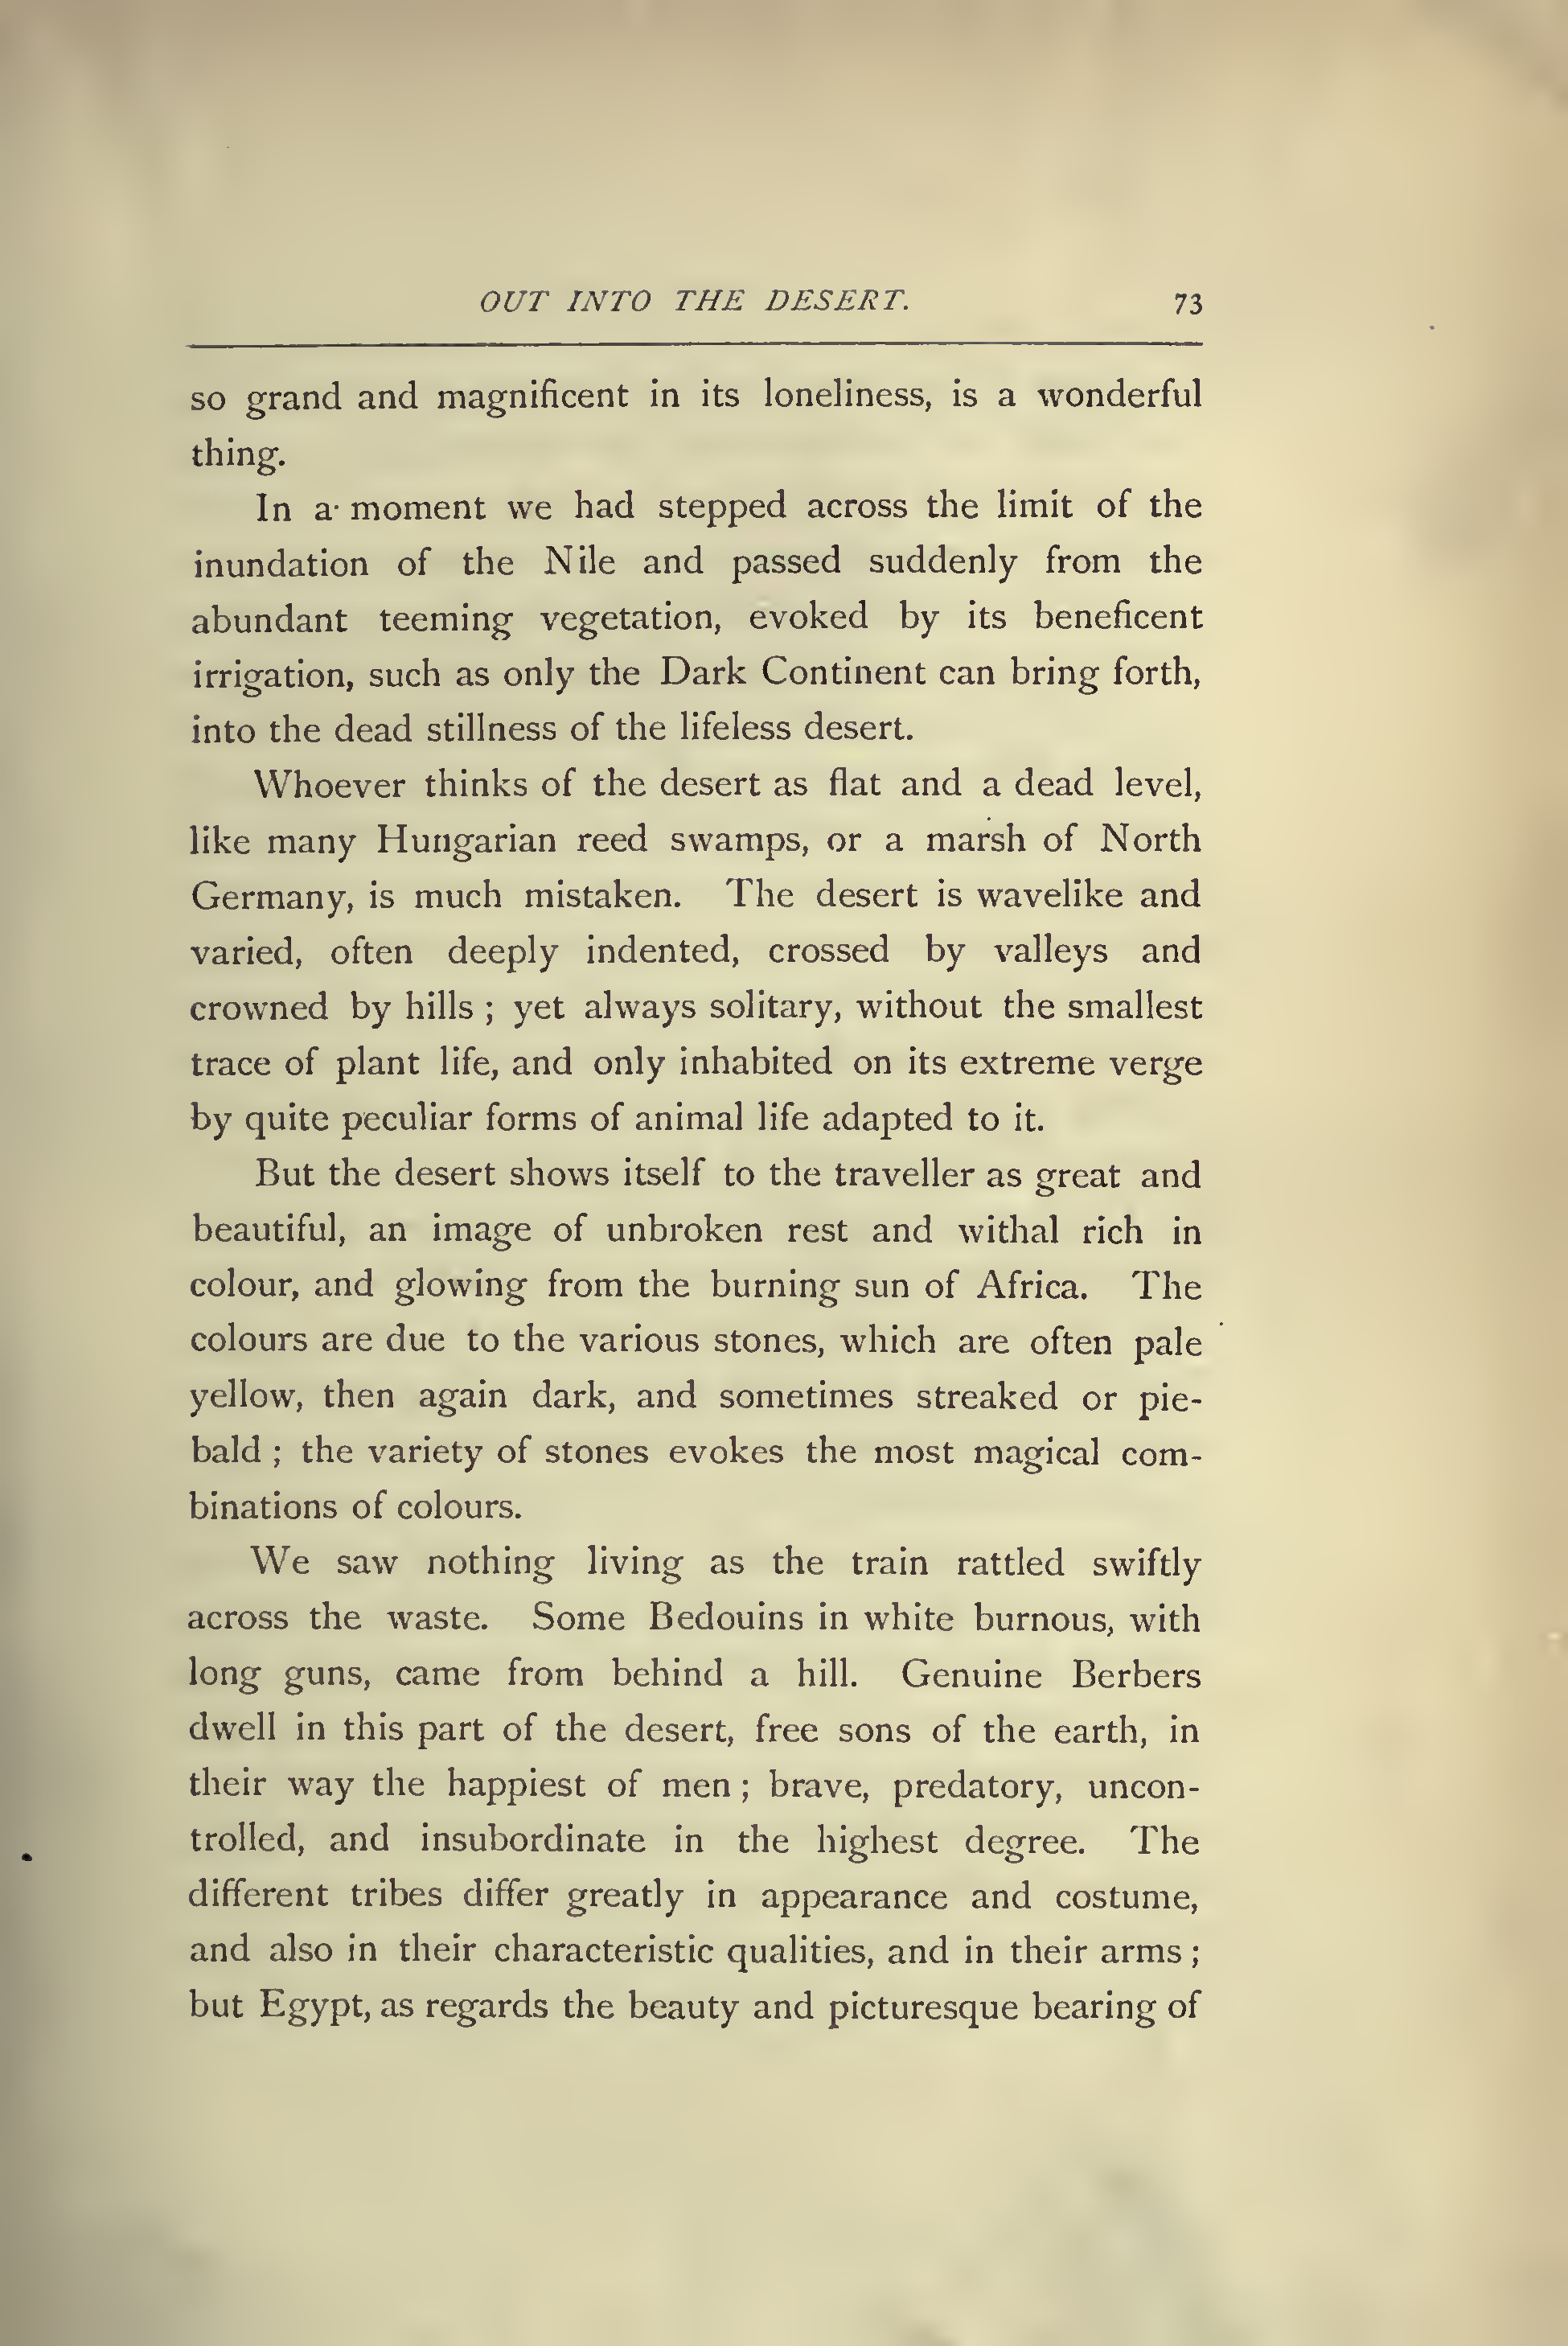 OUT INTO THE DESERT. 73
so grand and magnificent in its loneliness, is a wonderful
thing.
In a moment we had stepped across the limit of the
inundation of the Nile and passed suddenly from the
abundant teeming vegetation, evoked by its beneficent
irrigation, such as only the Dark Continent can bring forth,
into the dead stillness of the lifeless desert.
Whoever thinks of the desert as flat and a dead level,
like many Hungarian reed swamps, or a marsh of North
Germany, is much mistaken. The desert is wavelike and
varied, often deeply indented, crossed by valleys and
crowned by hills ; yet always solitary, without the smallest
trace of plant life, and only inhabited on its extreme verge
by quite peculiar forms of animal life adapted to it.
But the desert shows itself to the traveller as great and
beautiful, an image of unbroken rest and withal rich in
colour, and glowing from the burning sun of Africa. The
colours are due to the various stones, which are often pale
yellow, then again dark, and sometimes streaked or pie-
bald ; the variety of stones evokes the most magical com-
binations of colours.
We saw nothing living as the train rattled swiftly
across the waste. Some Bedouins in white burnous, with
long guns, came from behind a hill. Genuine Berbers
dwell in this part of the desert, free sons of the earth, in
their way the happiest of men ; brave, predatory, uncon-
trolled, and insubordinate in the highest degree. The
different tribes differ greatly in appearance and costume,
and also in their characteristic qualities, and in their arms ;
but Egypt, as regards the beauty and picturesque bearing of